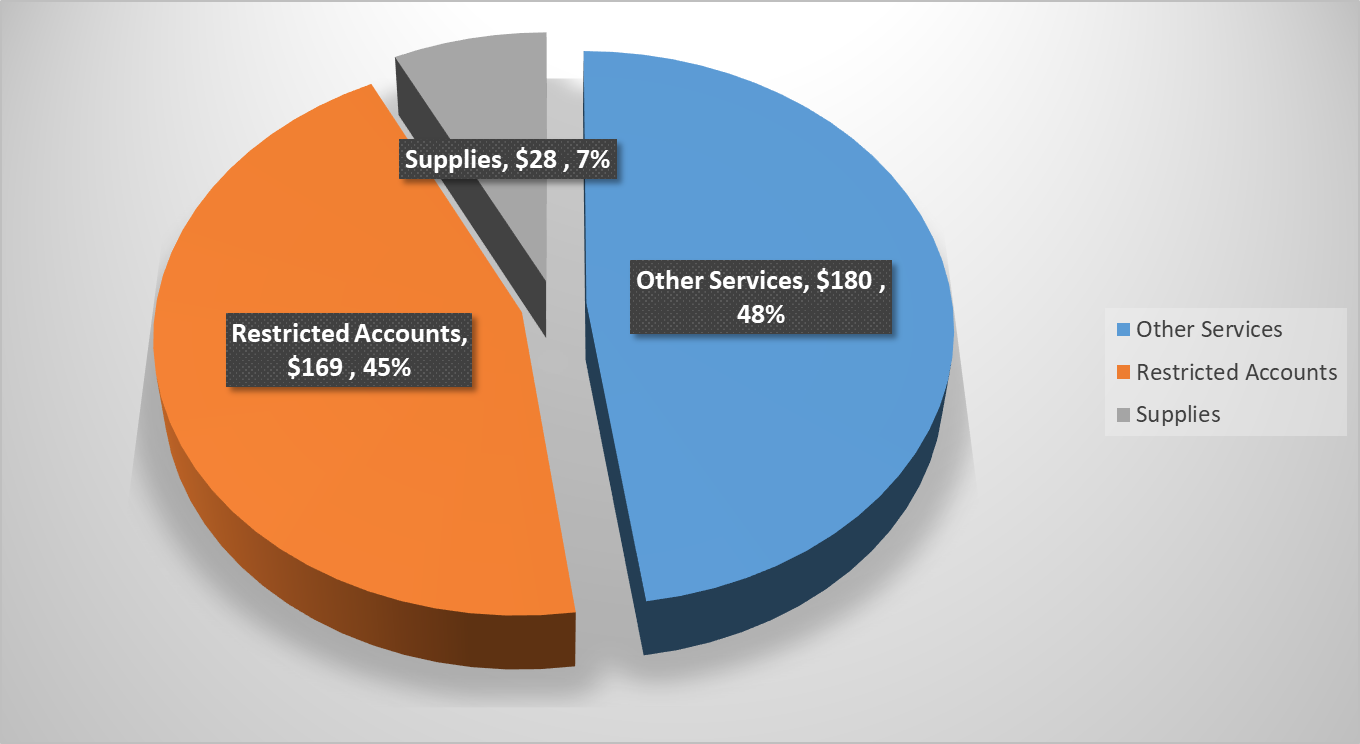 Supplies, $28 , 7%
Other Services, $180 ,
48%
Restricted Accounts,
$169 , 45%
Other Services
Restricted Accounts
Supplies